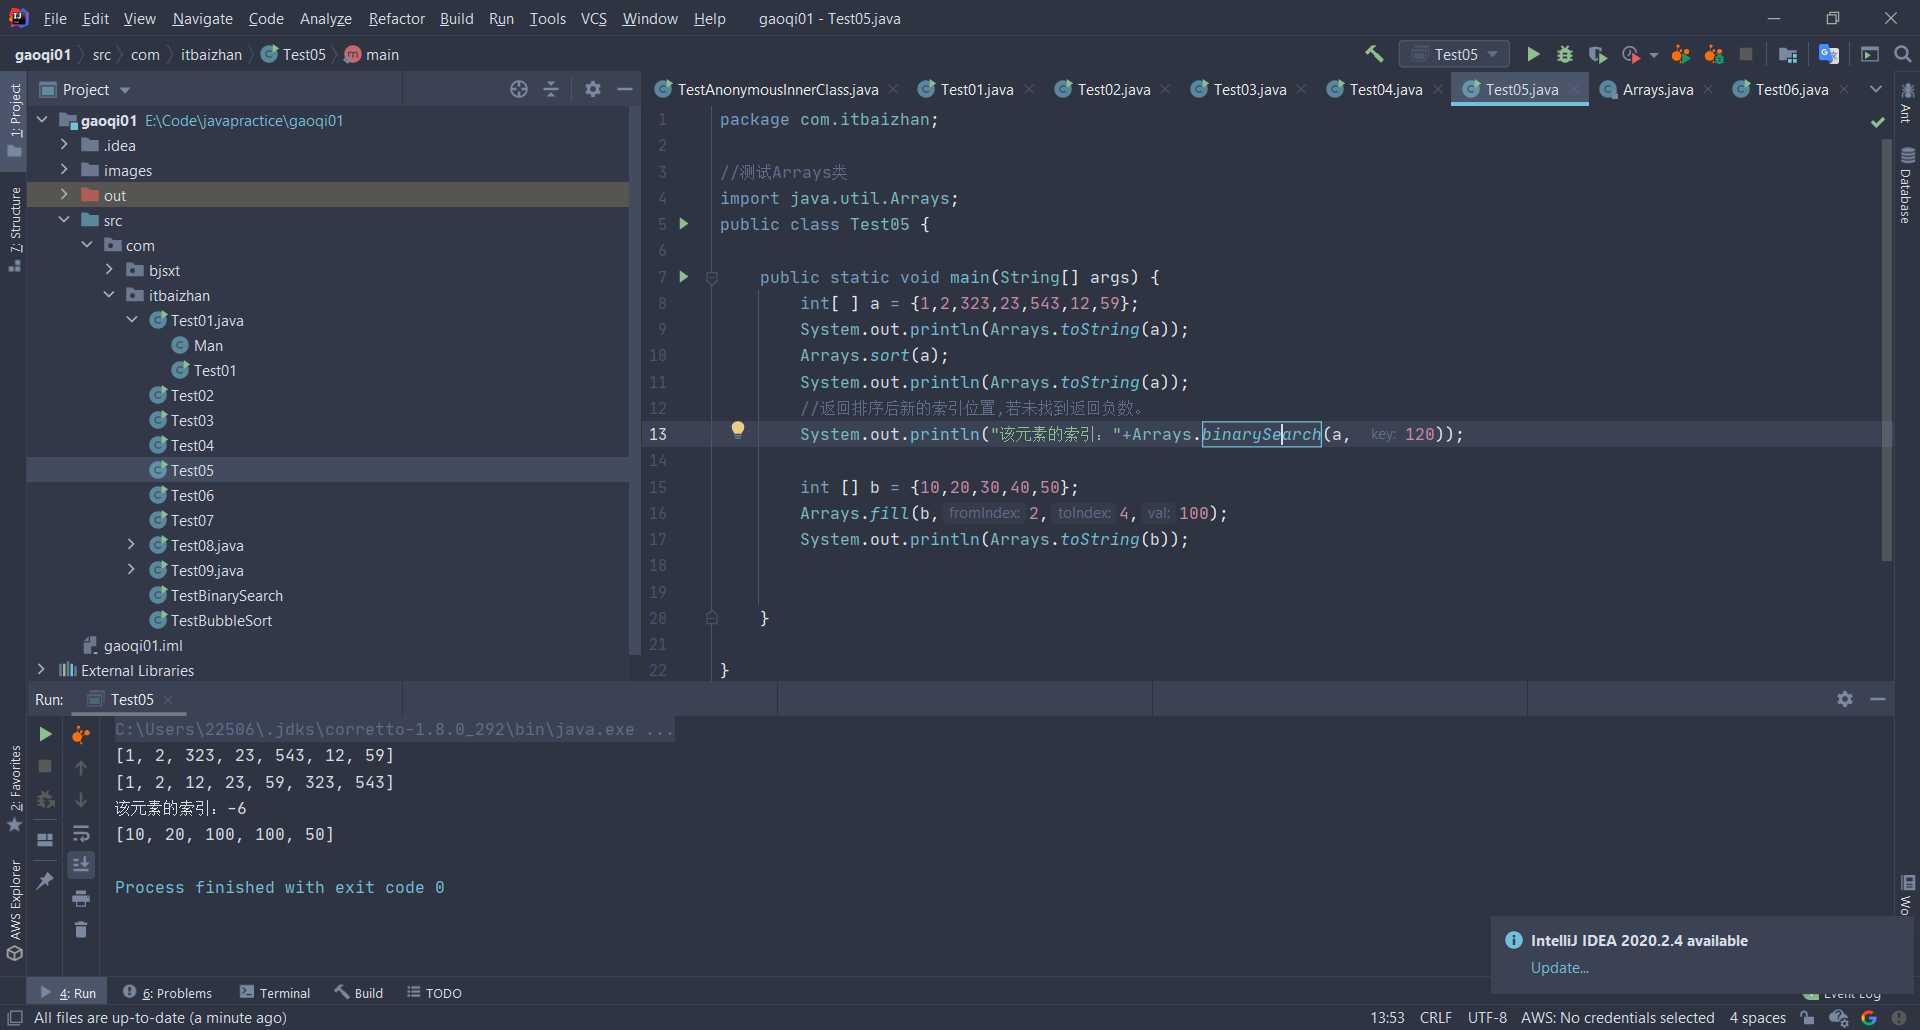 File Edit View Navigate Code Analyze Refactor Build Run Tools VCS Window Help gaoqi01 - Test05.java
gaoqi01 src com itbaizhan Test05 main
Test05
Project
TestAnonymousInnerClass.java Test01.java Test02.java Test03.java Test04.java Test05.java Arrays.java Test06.java
1: Project
7: Structure
2: Favorites
AWS Explorer
gaoqi01 E:\Code\javapractice\gaoqi01
.idea
images
out
src
com
bjsxt
itbaizhan
Test01.java
Man
Test01
Test02
Test03
Test04
Test05
Test06
Test07
Test08.java
Test09.java
TestBinarySearch
TestBubbleSort
gaoqi01.iml
External Libraries
1 package com.itbaizhan;
2
3 //测试Arrays类
4 import java.util.Arrays;
5 public class Test05 {
6
7 public static void main(String[] args) {
8 int[ ] a = {1,2,323,23,543,12,59};
9 System.out.println(Arrays.toString(a));
10 Arrays.sort(a);
11 System.out.println(Arrays.toString(a));
12 //返回排序后新的索引位置,若未找到返回负数。
13 System.out.println("该元素的索引："+Arrays.binarySearch(a, key: 120));
14
15 int [] b = {10,20,30,40,50};
16 Arrays.fill(b, fromIndex: 2, toIndex: 4, val: 100);
17 System.out.println(Arrays.toString(b));
18
19
20 }
21
22 }
Ant
Database
Wo
Run: Test05
C:\Users\22506\.jdks\corretto-1.8.0_292\bin\java.exe ...
[1, 2, 323, 23, 543, 12, 59]
[1, 2, 12, 23, 59, 323, 543]
该元素的索引：-6
[10, 20, 100, 100, 50]
Process finished with exit code 0
IntelliJ IDEA 2020.2.4 available
Update...
4: Run 6: Problems Terminal Build TODO Event Log
All files are up-to-date (a minute ago) 13:53 CRLF UTF-8 AWS: No credentials selected 4 spaces